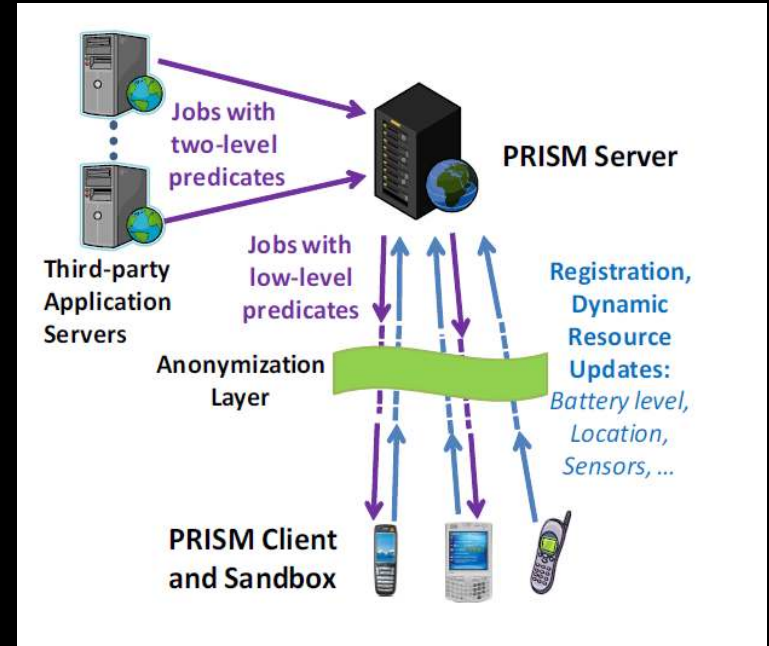 Jobs with
two-level
predicates
PRISM Server
Third-party
Application
Servers
Jobs with
low-level
predicates
Registration,
Dynamic
Resource
Updates:
Battery level,
Location,
Sensors, ...
Anonymization
Layer
PRISM Client
and Sandbox